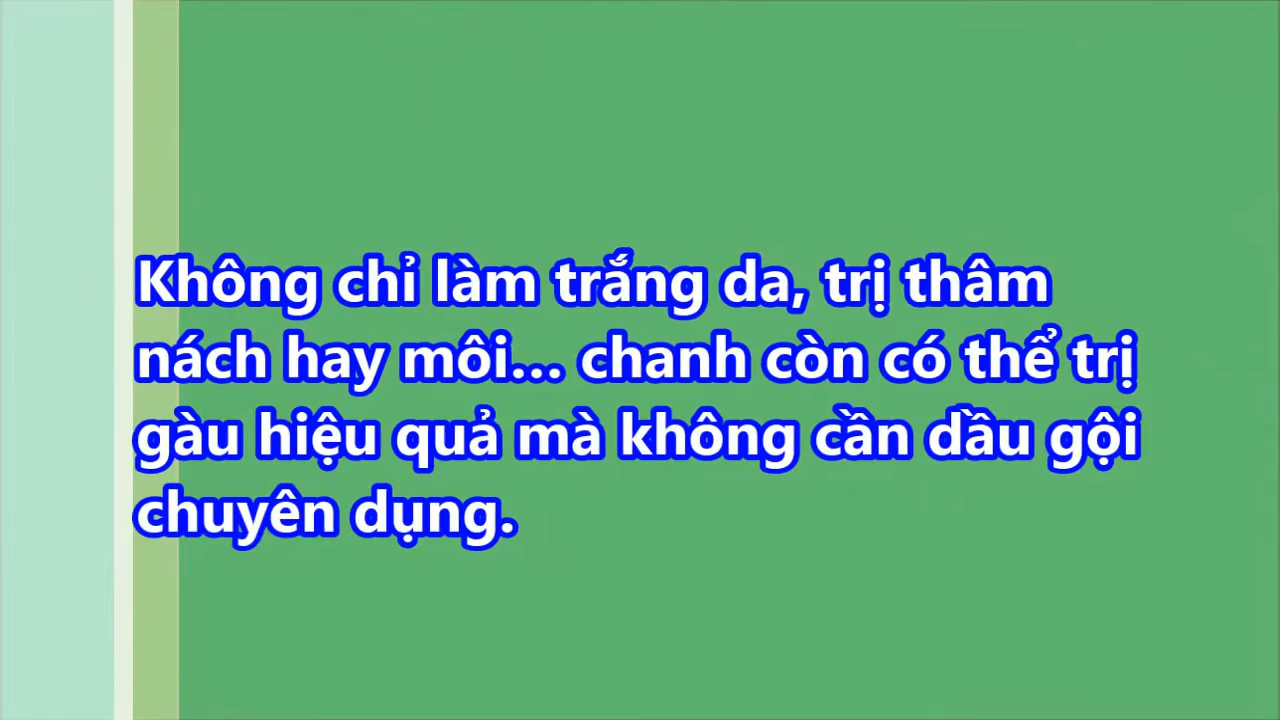 Không chỉ làm trắng da, trị thâm
nách hay môi... chanh còn có thể trị
gàu hiệu quả mà không cần dầu gội
chuyên dụng.